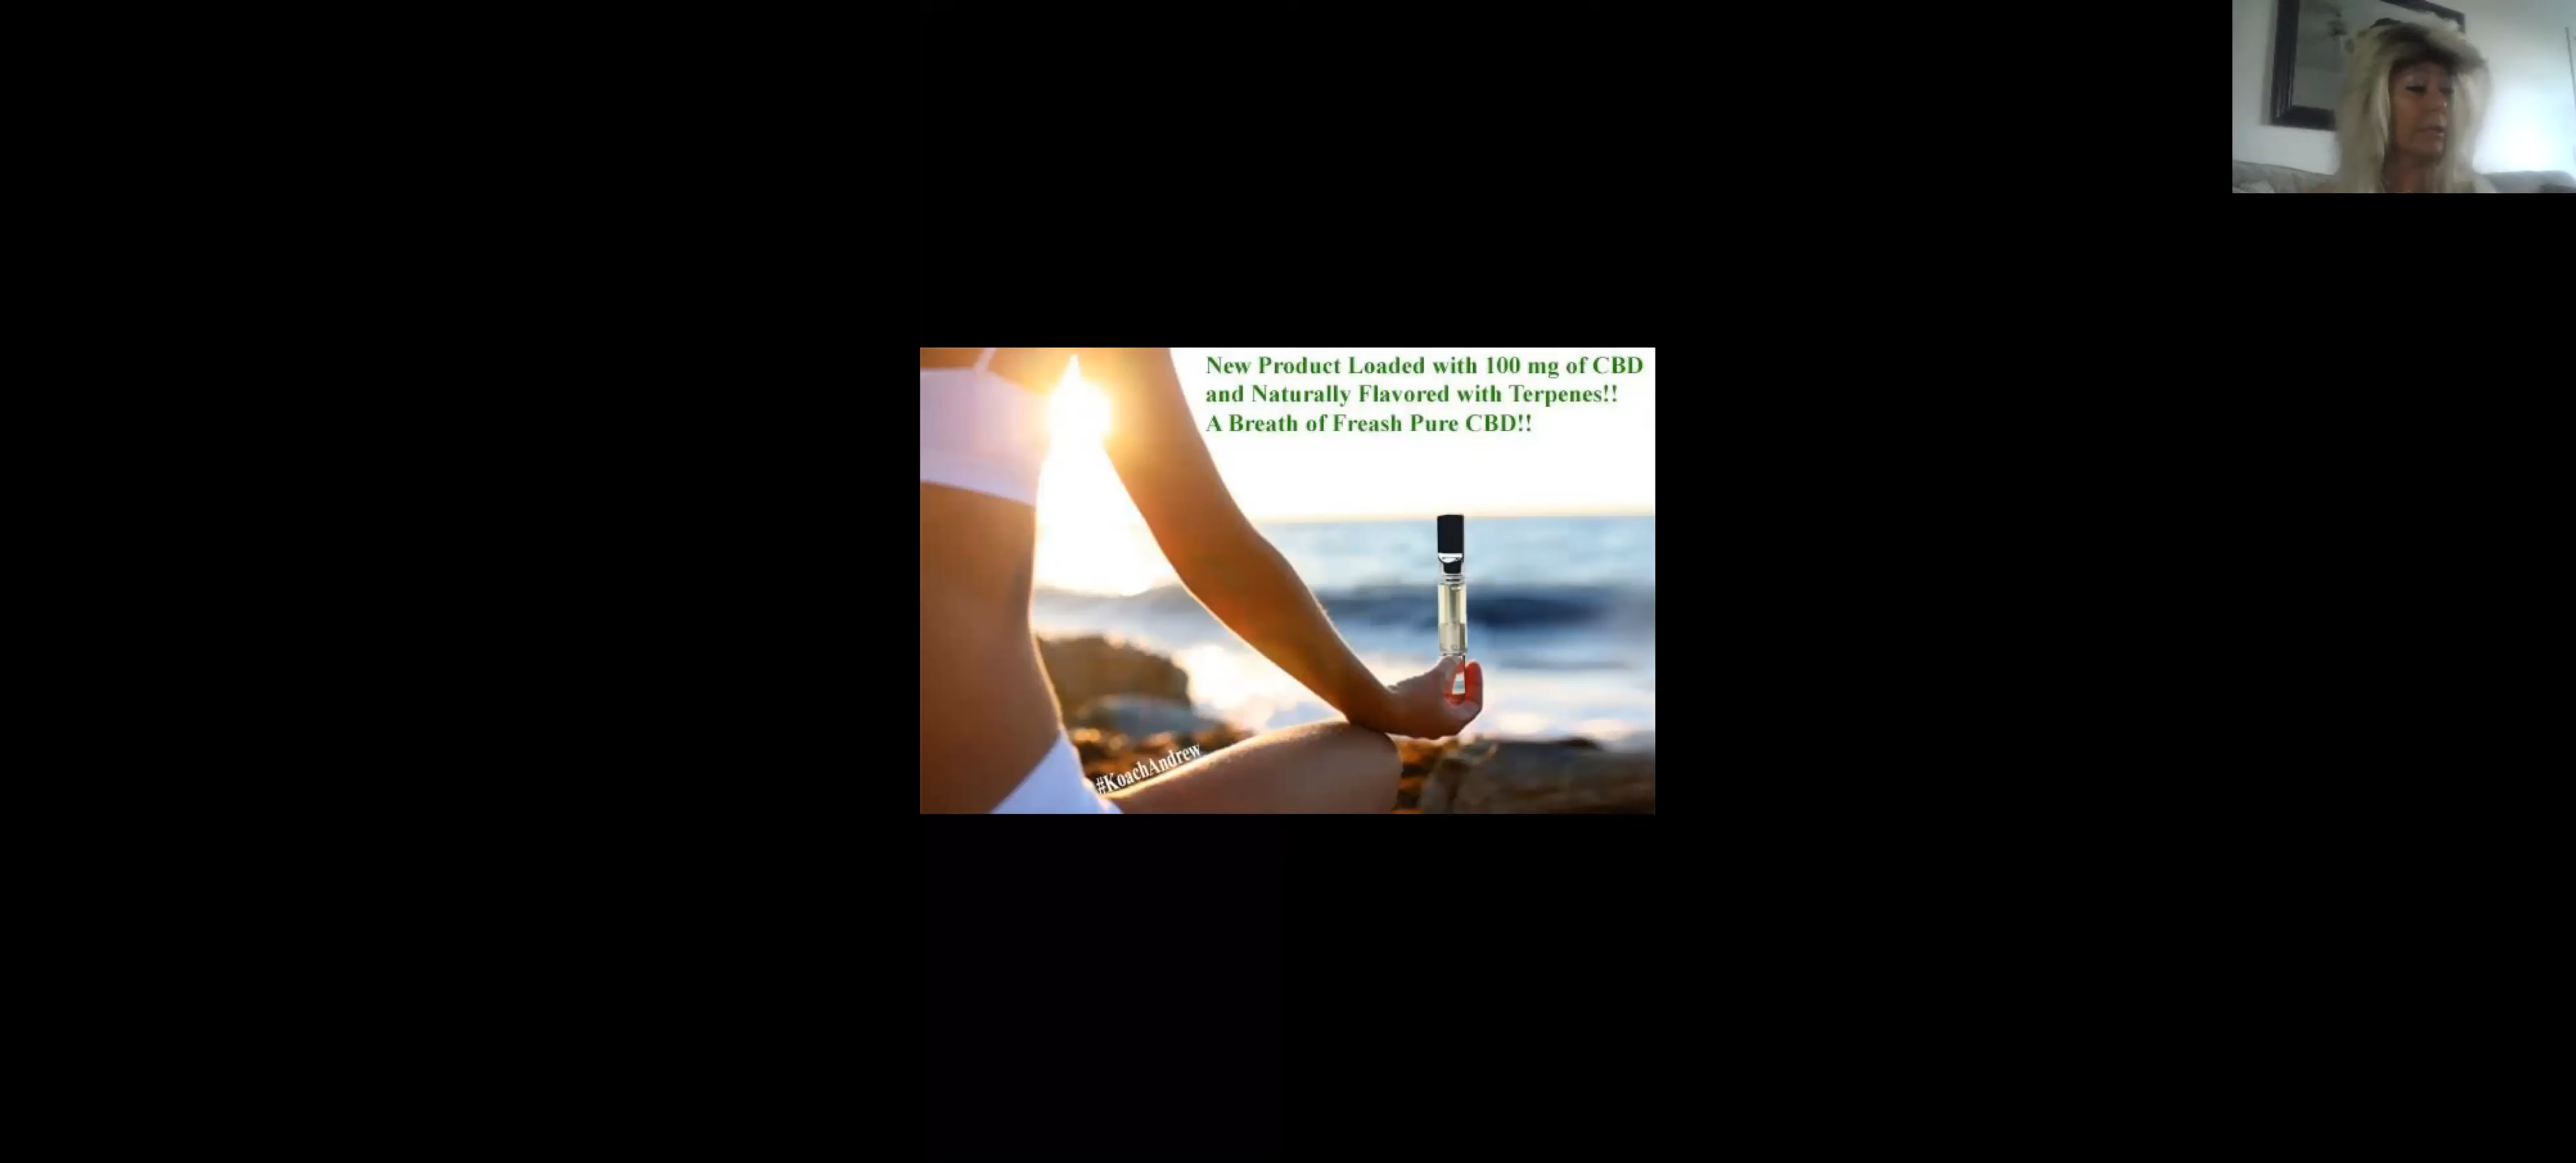 New Product Loaded with 100 mg of CBD
and Naturally Flavored with Terpenes!!
A Breath of Freash Pure CBD!!
#KoachAndrew